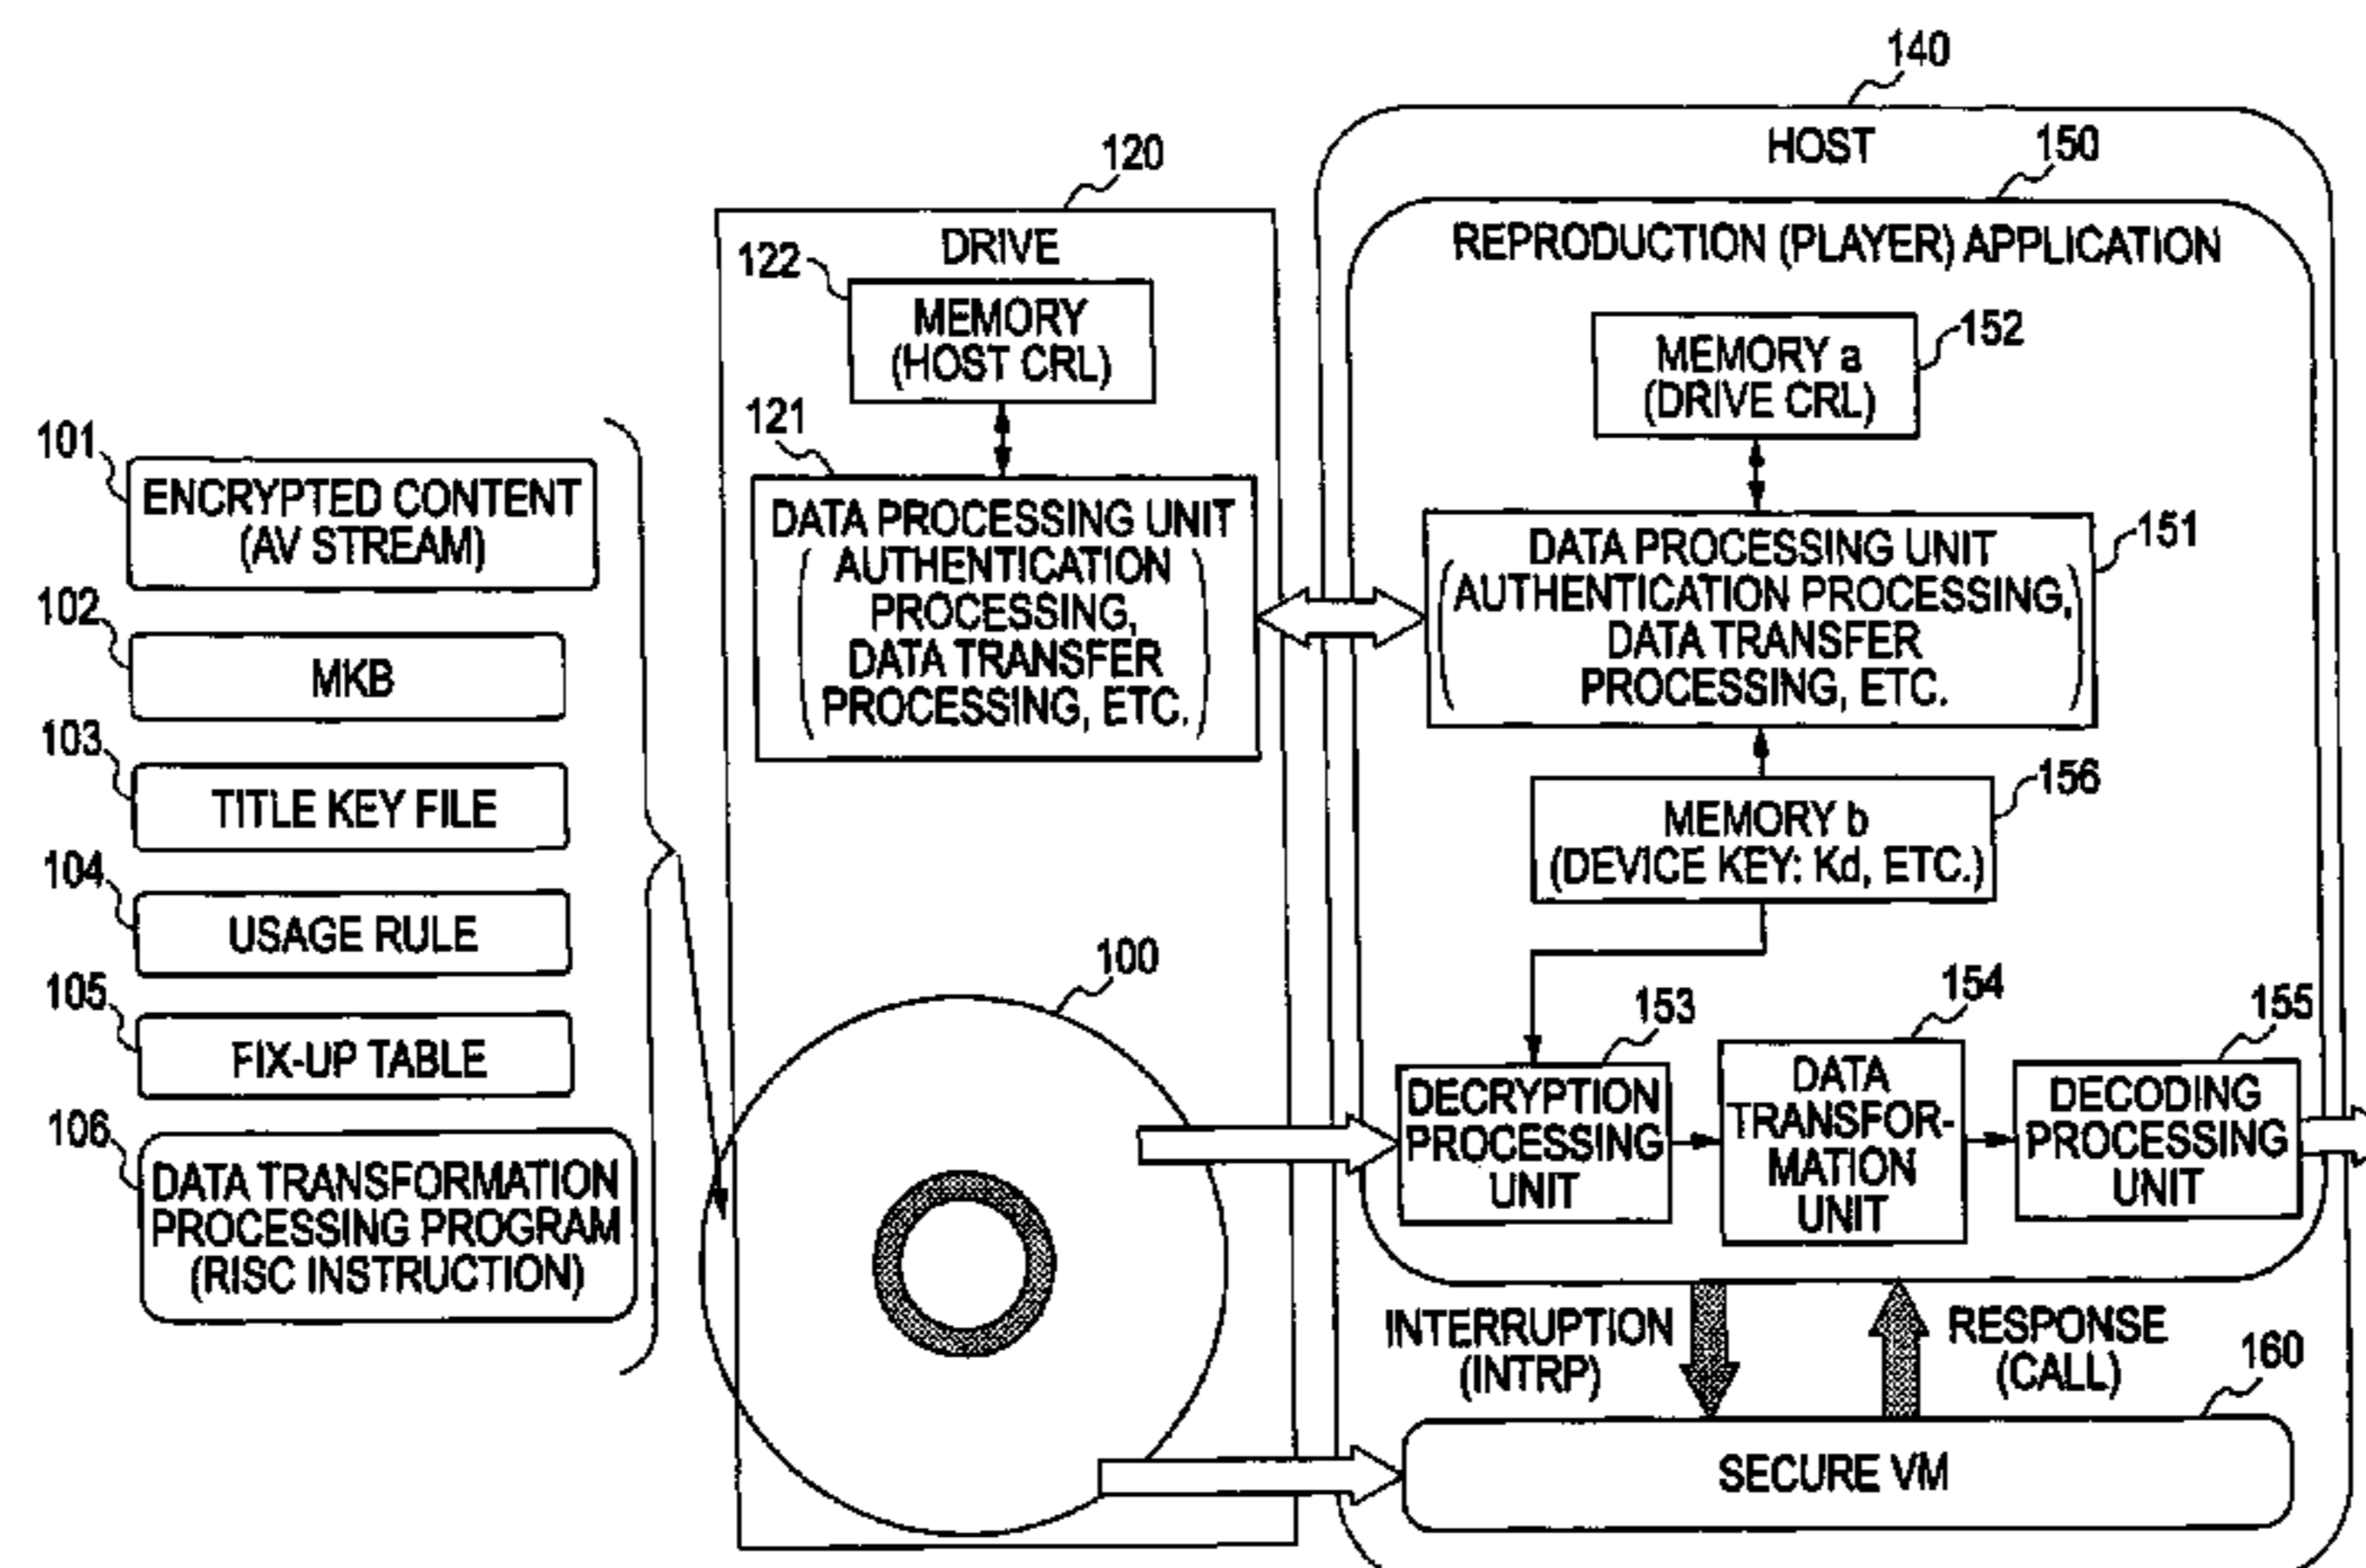 140
HOST
150
120
REPRODUCTION (PLAYER) APPLICATION
DRIVE
122
MEMORY
(HOST CRL)
152
MEMORY a
(DRIVE CRL)
101
ENCRYPTED CONTENT
(AV STREAM)
121
DATA PROCESSING UNIT
(AUTHENTICATION
PROCESSING,
DATA TRANSFER
PROCESSING, ETC.)
151
DATA PROCESSING UNIT
(AUTHENTICATION PROCESSING,
DATA TRANSFER
PROCESSING, ETC.)
102
MKB
103
TITLE KEY FILE
156
MEMORY b
(DEVICE KEY: Kd, ETC.)
104
USAGE RULE
100
105
FIX-UP TABLE
153
DECRYPTION
PROCESSING
UNIT
154
DATA
TRANSFOR-
MATION
UNIT
155
DECODING
PROCESSING
UNIT
106
DATA TRANSFORMATION
PROCESSING PROGRAM
(RISC INSTRUCTION)
INTERRUPTION
(INTRP)
RESPONSE
(CALL)
160
SECURE VM